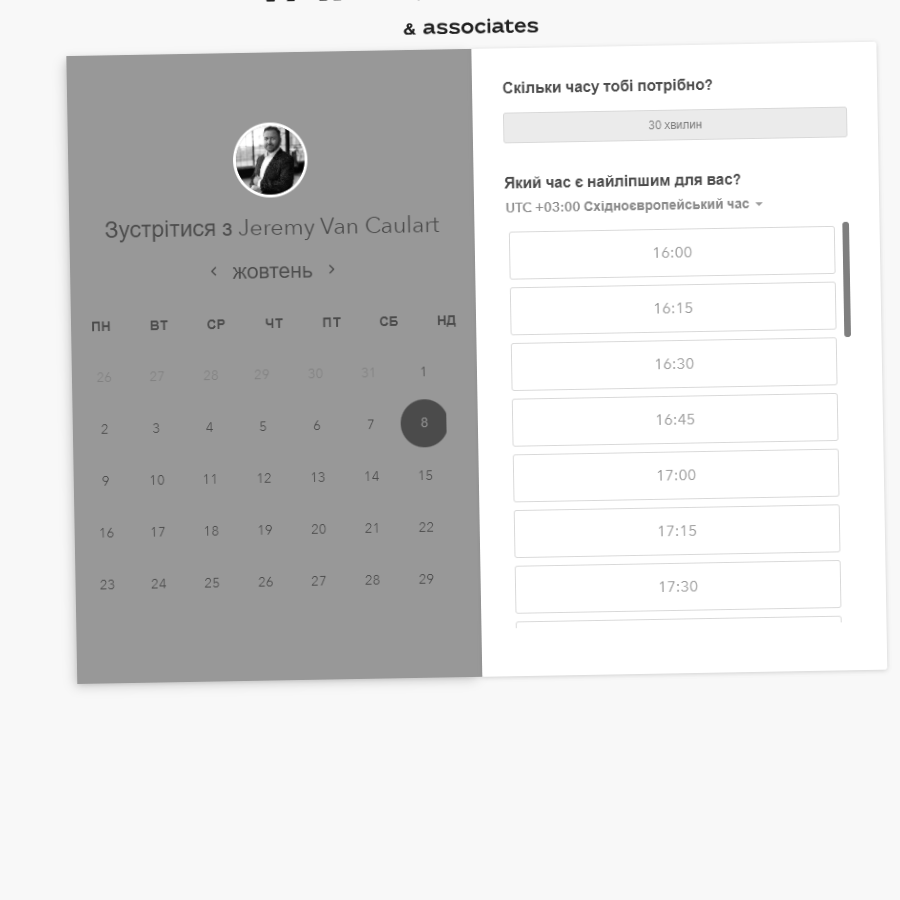 & associates
Зустрітися з Jeremy Van Caulart
жовтень
ПН ВТ СР ЧТ ПТ СБ НД
26 27 28 29 30 31 1
2 3 4 5 6 7 8
9 10 11 12 13 14 15
16 17 18 19 20 21 22
23 24 25 26 27 28 29
Скільки часу тобі потрібно?
30 хвилин
Який час є найліпшим для вас?
UTC +03:00 Східноєвропейський час
16:00
16:15
16:30
16:45
17:00
17:15
17:30